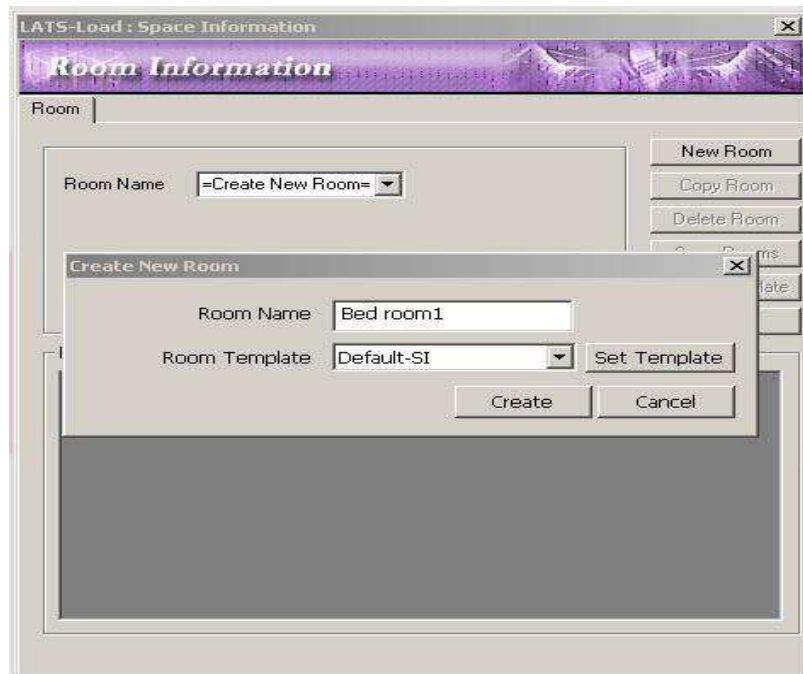 LATS-Load : Space Information
Room Information
Room
Room Name
=Create New Room=
New Room
Copy Room
Delete Room
Create New Room
Room Name
Bed room1
Room Template
Default-SI
Set Template
Create
Cancel